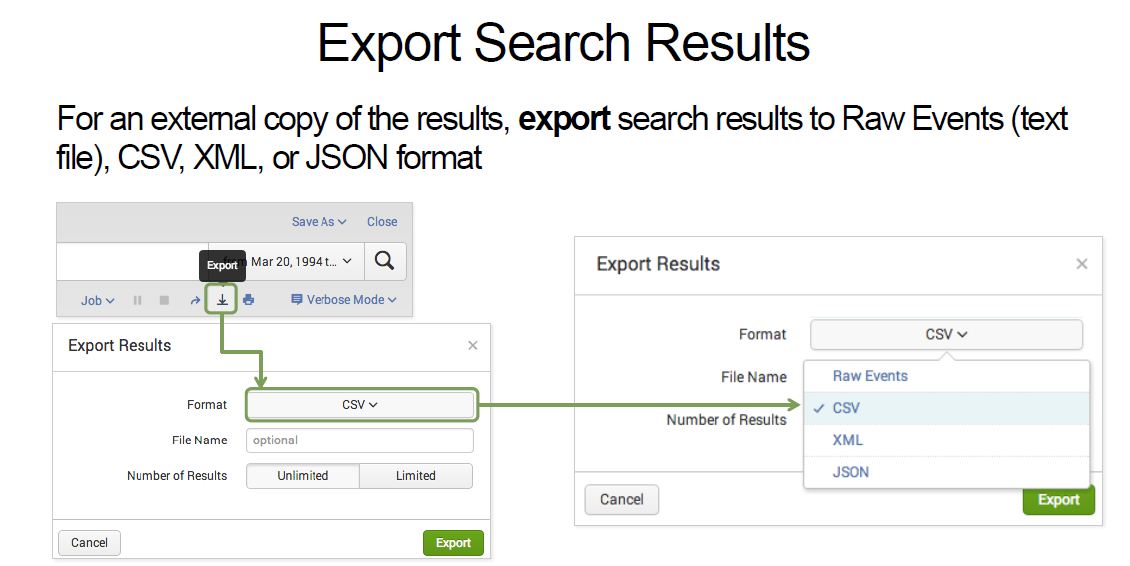 Export Search Results
For an external copy of the results, export search results to Raw Events (text
file), CSV, XML, or JSON format
Save As Close
Mar 20, 1994 t...
Export
Job Verbose Mode
Export Results
Format CSV
File Name optional
Number of Results Unlimited Limited
Cancel Export
Export Results
Format CSV
File Name Raw Events
CSV
Number of Results
XML
JSON
Cancel Export